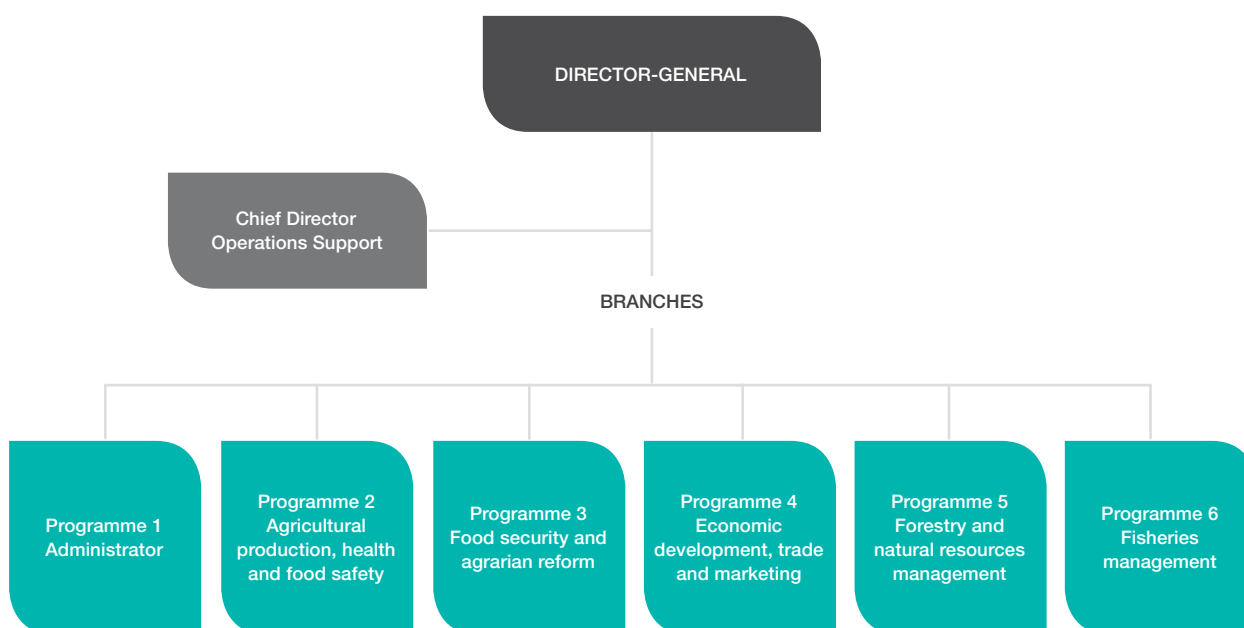 DIRECTOR-GENERAL
Chief Director
Operations Support
BRANCHES
Programme 1
Administrator
Programme 2
Agricultural
production, health
and food safety
Programme 3
Food security and
agrarian reform
Programme 4
Economic
development, trade
and marketing
Programme 5
Forestry and
natural resources
management
Programme 6
Fisheries
management